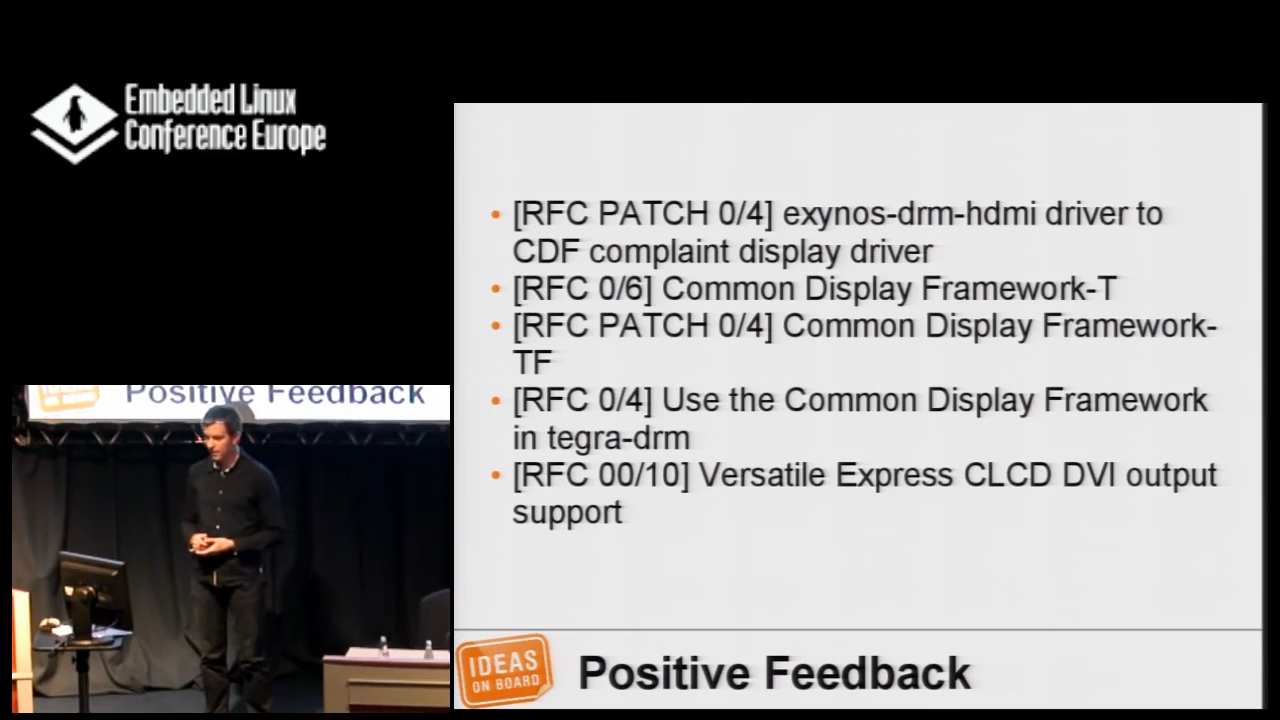 Embedded Linux
Conference Europe
• [RFC PATCH 0/4] exynos-drm-hdmi driver to
CDF complaint display driver
• [RFC 0/6] Common Display Framework-T
• [RFC PATCH 0/4] Common Display Framework-
TF
• [RFC 0/4] Use the Common Display Framework
in tegra-drm
• [RFC 00/10] Versatile Express CLCD DVI output
support
Positive Feedback
IDEAS
ON BOARD
Positive Feedback